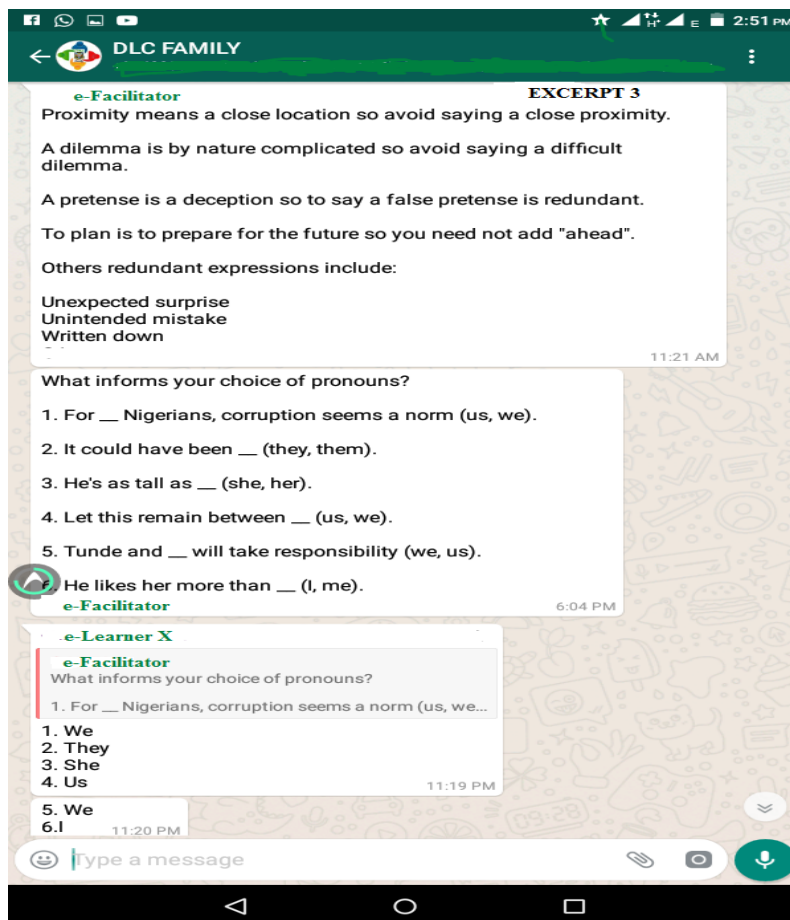 2:51 PM
DLC FAMILY
e-Facilitator
EXCERPT 3
Proximity means a close location so avoid saying a close proximity.
A dilemma is by nature complicated so avoid saying a difficult
dilemma.
A pretense is a deception so to say a false pretense is redundant.
To plan is to prepare for the future so you need not add "ahead".
Others redundant expressions include:
Unexpected surprise
Unintended mistake
Written down
11:21 AM
What informs your choice of pronouns?
1. For __ Nigerians, corruption seems a norm (us, we).
2. It could have been __ (they, them).
3. He's as tall as __ (she, her).
4. Let this remain between __ (us, we).
5. Tunde and __ will take responsibility (we, us).
He likes her more than __ (I, me).
e-Facilitator
6:04 PM
e-Learner X
e-Facilitator
What informs your choice of pronouns?
1. For __ Nigerians, corruption seems a norm (us, we...
1. We
2. They
3. She
4. Us
11:19 PM
5. We
6.I
11:20 PM
Type a message